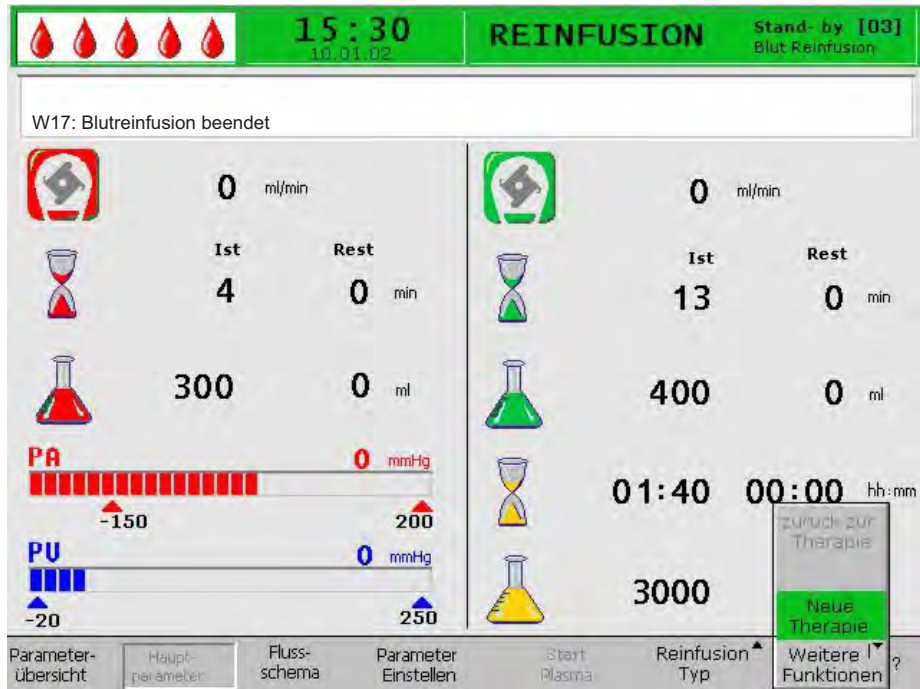 15:30
10.01.02
REINFUSION
Stand- by [03]
Blut Reinfusion
W17: Blutreinfusion beendet
0 ml/min
Ist Rest
4 0 min
300 0 ml
PA 0 mmHg
-150 200
PV 0 mmHg
-20 250
0 ml/min
Ist Rest
13 0 min
400 0 ml
01:40 00:00 hh:mm
3000
zurück zur
Therapie
Neue
Therapie
Parameter-
übersicht
Haupt-
parameter
Fluss-
schema
Parameter
Einstellen
Start
Plasma
Reinfusion
Typ
Weitere
Funktionen
?